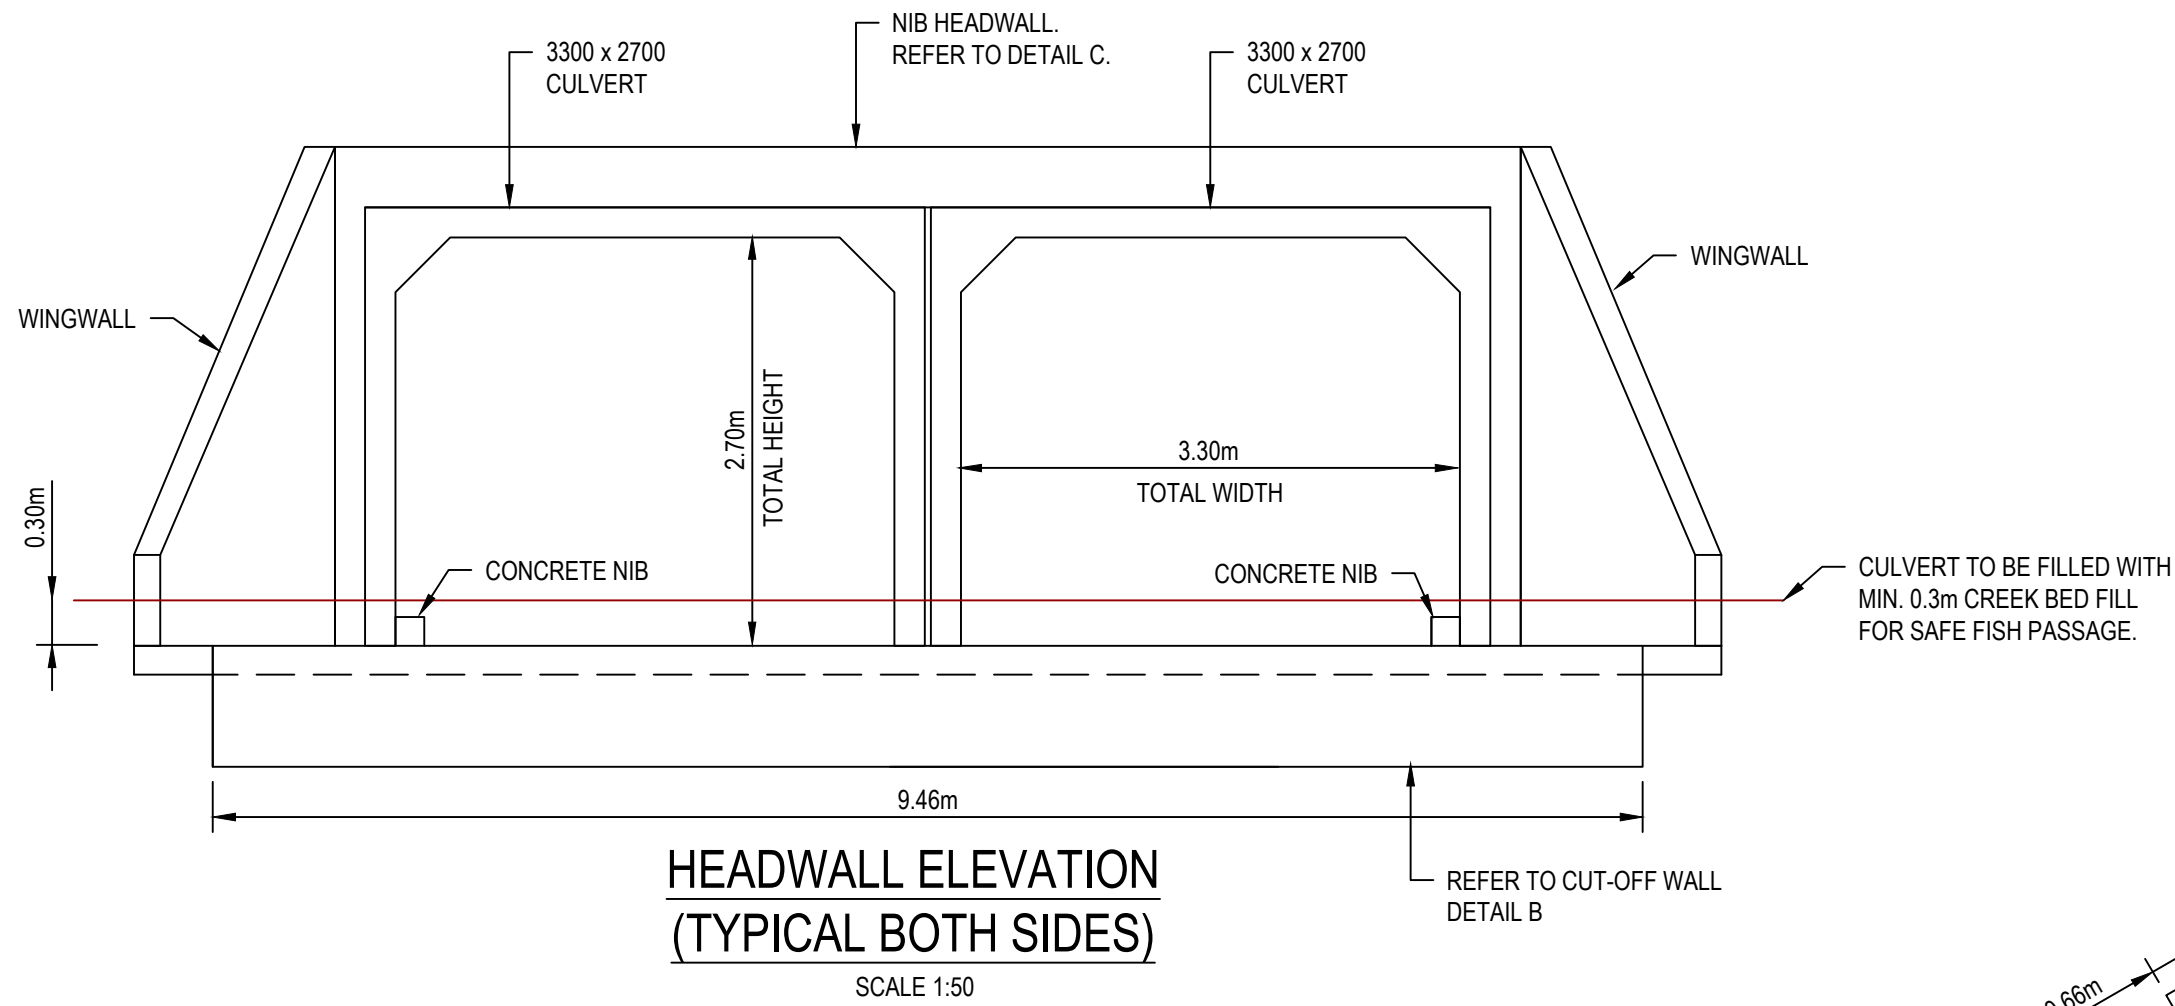 NIB HEADWALL.
REFER TO DETAIL C.
3300 x 2700
CULVERT
3300 x 2700
CULVERT
WINGWALL
WINGWALL
2.70m
TOTAL HEIGHT
3.30m
TOTAL WIDTH
0.30m
CONCRETE NIB
CONCRETE NIB
CULVERT TO BE FILLED WITH
MIN. 0.3m CREEK BED FILL
FOR SAFE FISH PASSAGE.
9.46m
HEADWALL ELEVATION
(TYPICAL BOTH SIDES)
SCALE 1:50
REFER TO CUT-OFF WALL
DETAIL B